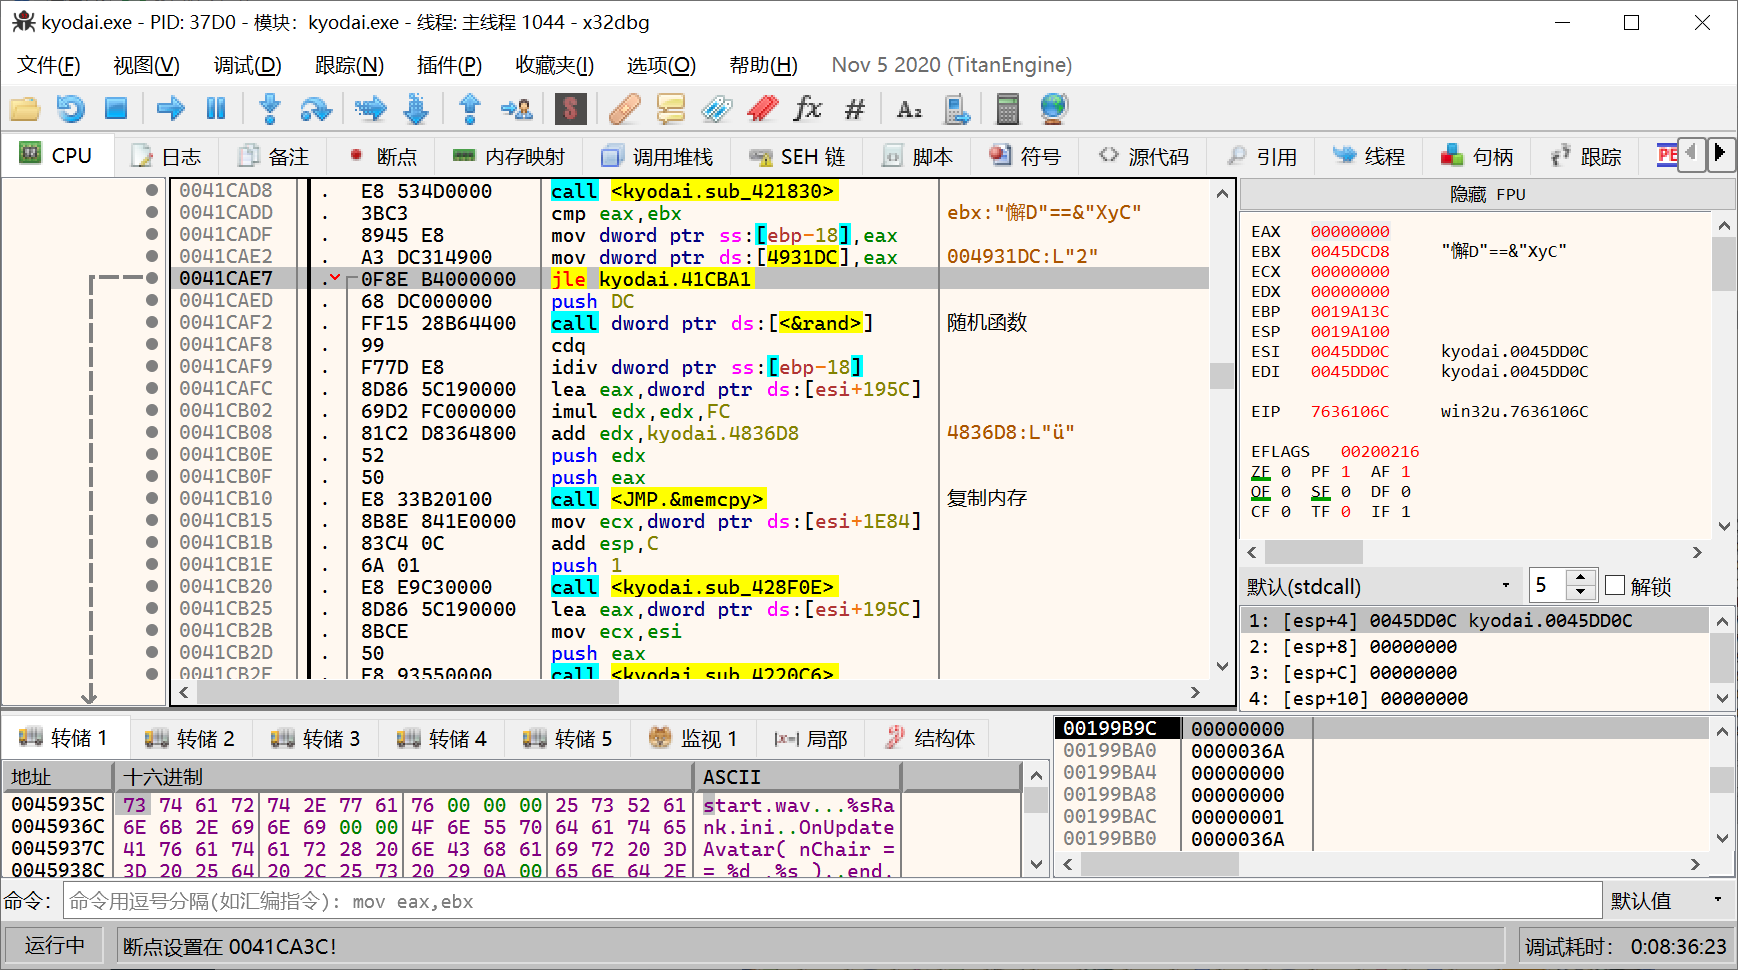 kyodai.exe - PID: 37D0 - 模块: kyodai.exe - 线程: 主线程 1044 - x32dbg
文件(F) 视图(V) 调试(D) 跟踪(N) 插件(P) 收藏夹(I) 选项(O) 帮助(H) Nov 5 2020 (TitanEngine)
CPU 日志 备注 断点 内存映射 调用堆栈 SEH 链 脚本 符号 源代码 引用 线程 句柄 跟踪
0041CAD8 . E8 534D0000 call <kyodai.sub_421830>
0041CADD . 3BC3 cmp eax,ebx ebx:"懈D"==&"XyC"
0041CADF . 8945 E8 mov dword ptr ss:[ebp-18],eax
0041CAE2 . A3 DC314900 mov dword ptr ds:[4931DC],eax 004931DC:L"2"
0041CAE7 . 0F8E B4000000 jle kyodai.41CBA1
0041CAED . 68 DC000000 push DC
0041CAF2 . FF15 28B64400 call dword ptr ds:[<&rand>] 随机函数
0041CAF8 . 99 cdq
0041CAF9 . F77D E8 idiv dword ptr ss:[ebp-18]
0041CAFC . 8D86 5C190000 lea eax,dword ptr ds:[esi+195C]
0041CB02 . 69D2 FC000000 imul edx,edx,FC
0041CB08 . 81C2 D8364800 add edx,kyodai.4836D8 4836D8:L"ü"
0041CB0E . 52 push edx
0041CB0F . 50 push eax
0041CB10 . E8 33B20100 call <JMP.&memcpy> 复制内存
0041CB15 . 8B8E 841E0000 mov ecx,dword ptr ds:[esi+1E84]
0041CB1B . 83C4 0C add esp,C
0041CB1E . 6A 01 push 1
0041CB20 . E8 E9C30000 call <kyodai.sub_428F0E>
0041CB25 . 8D86 5C190000 lea eax,dword ptr ds:[esi+195C]
0041CB2B . 8BCE mov ecx,esi
0041CB2D . 50 push eax
0041CB2E . E8 93550000 call <kyodai.sub_4220C6>
隐藏 FPU
EAX 00000000
EBX 0045DCD8 "懈D"==&"XyC"
ECX 00000000
EDX 00000000
EBP 0019A13C
ESP 0019A100
ESI 0045DD0C kyodai.0045DD0C
EDI 0045DD0C kyodai.0045DD0C
EIP 7636106C win32u.7636106C
EFLAGS 00200216
ZF 0 PF 1 AF 1
OF 0 SF 0 DF 0
CF 0 TF 0 IF 1
默认(stdcall) 5 解锁
1: [esp+4] 0045DD0C kyodai.0045DD0C
2: [esp+8] 00000000
3: [esp+C] 00000000
4: [esp+10] 00000000
转储 1 转储 2 转储 3 转储 4 转储 5 监视 1 局部 结构体
地址 十六进制 ASCII
0045935C 73 74 61 72 74 2E 77 61 76 00 00 00 25 73 52 61 start.wav...%sRa
0045936C 6E 6B 2E 69 6E 69 00 00 4F 6E 55 70 64 61 74 65 nk.ini..OnUpdate
0045937C 41 76 61 74 61 72 28 20 6E 43 68 61 69 72 20 3D Avatar( nChair =
0045938C 3D 20 25 64 20 2C 25 73 20 29 0A 00 65 6E 64 2E = %d ,%s )..end.
00199B9C 00000000
00199BA0 0000036A
00199BA4 00000000
00199BA8 00000000
00199BAC 00000001
00199BB0 0000036A
命令: 命令用逗号分隔(如汇编指令): mov eax,ebx 默认值
运行中 断点设置在 0041CA3C! 调试耗时: 0:08:36:23